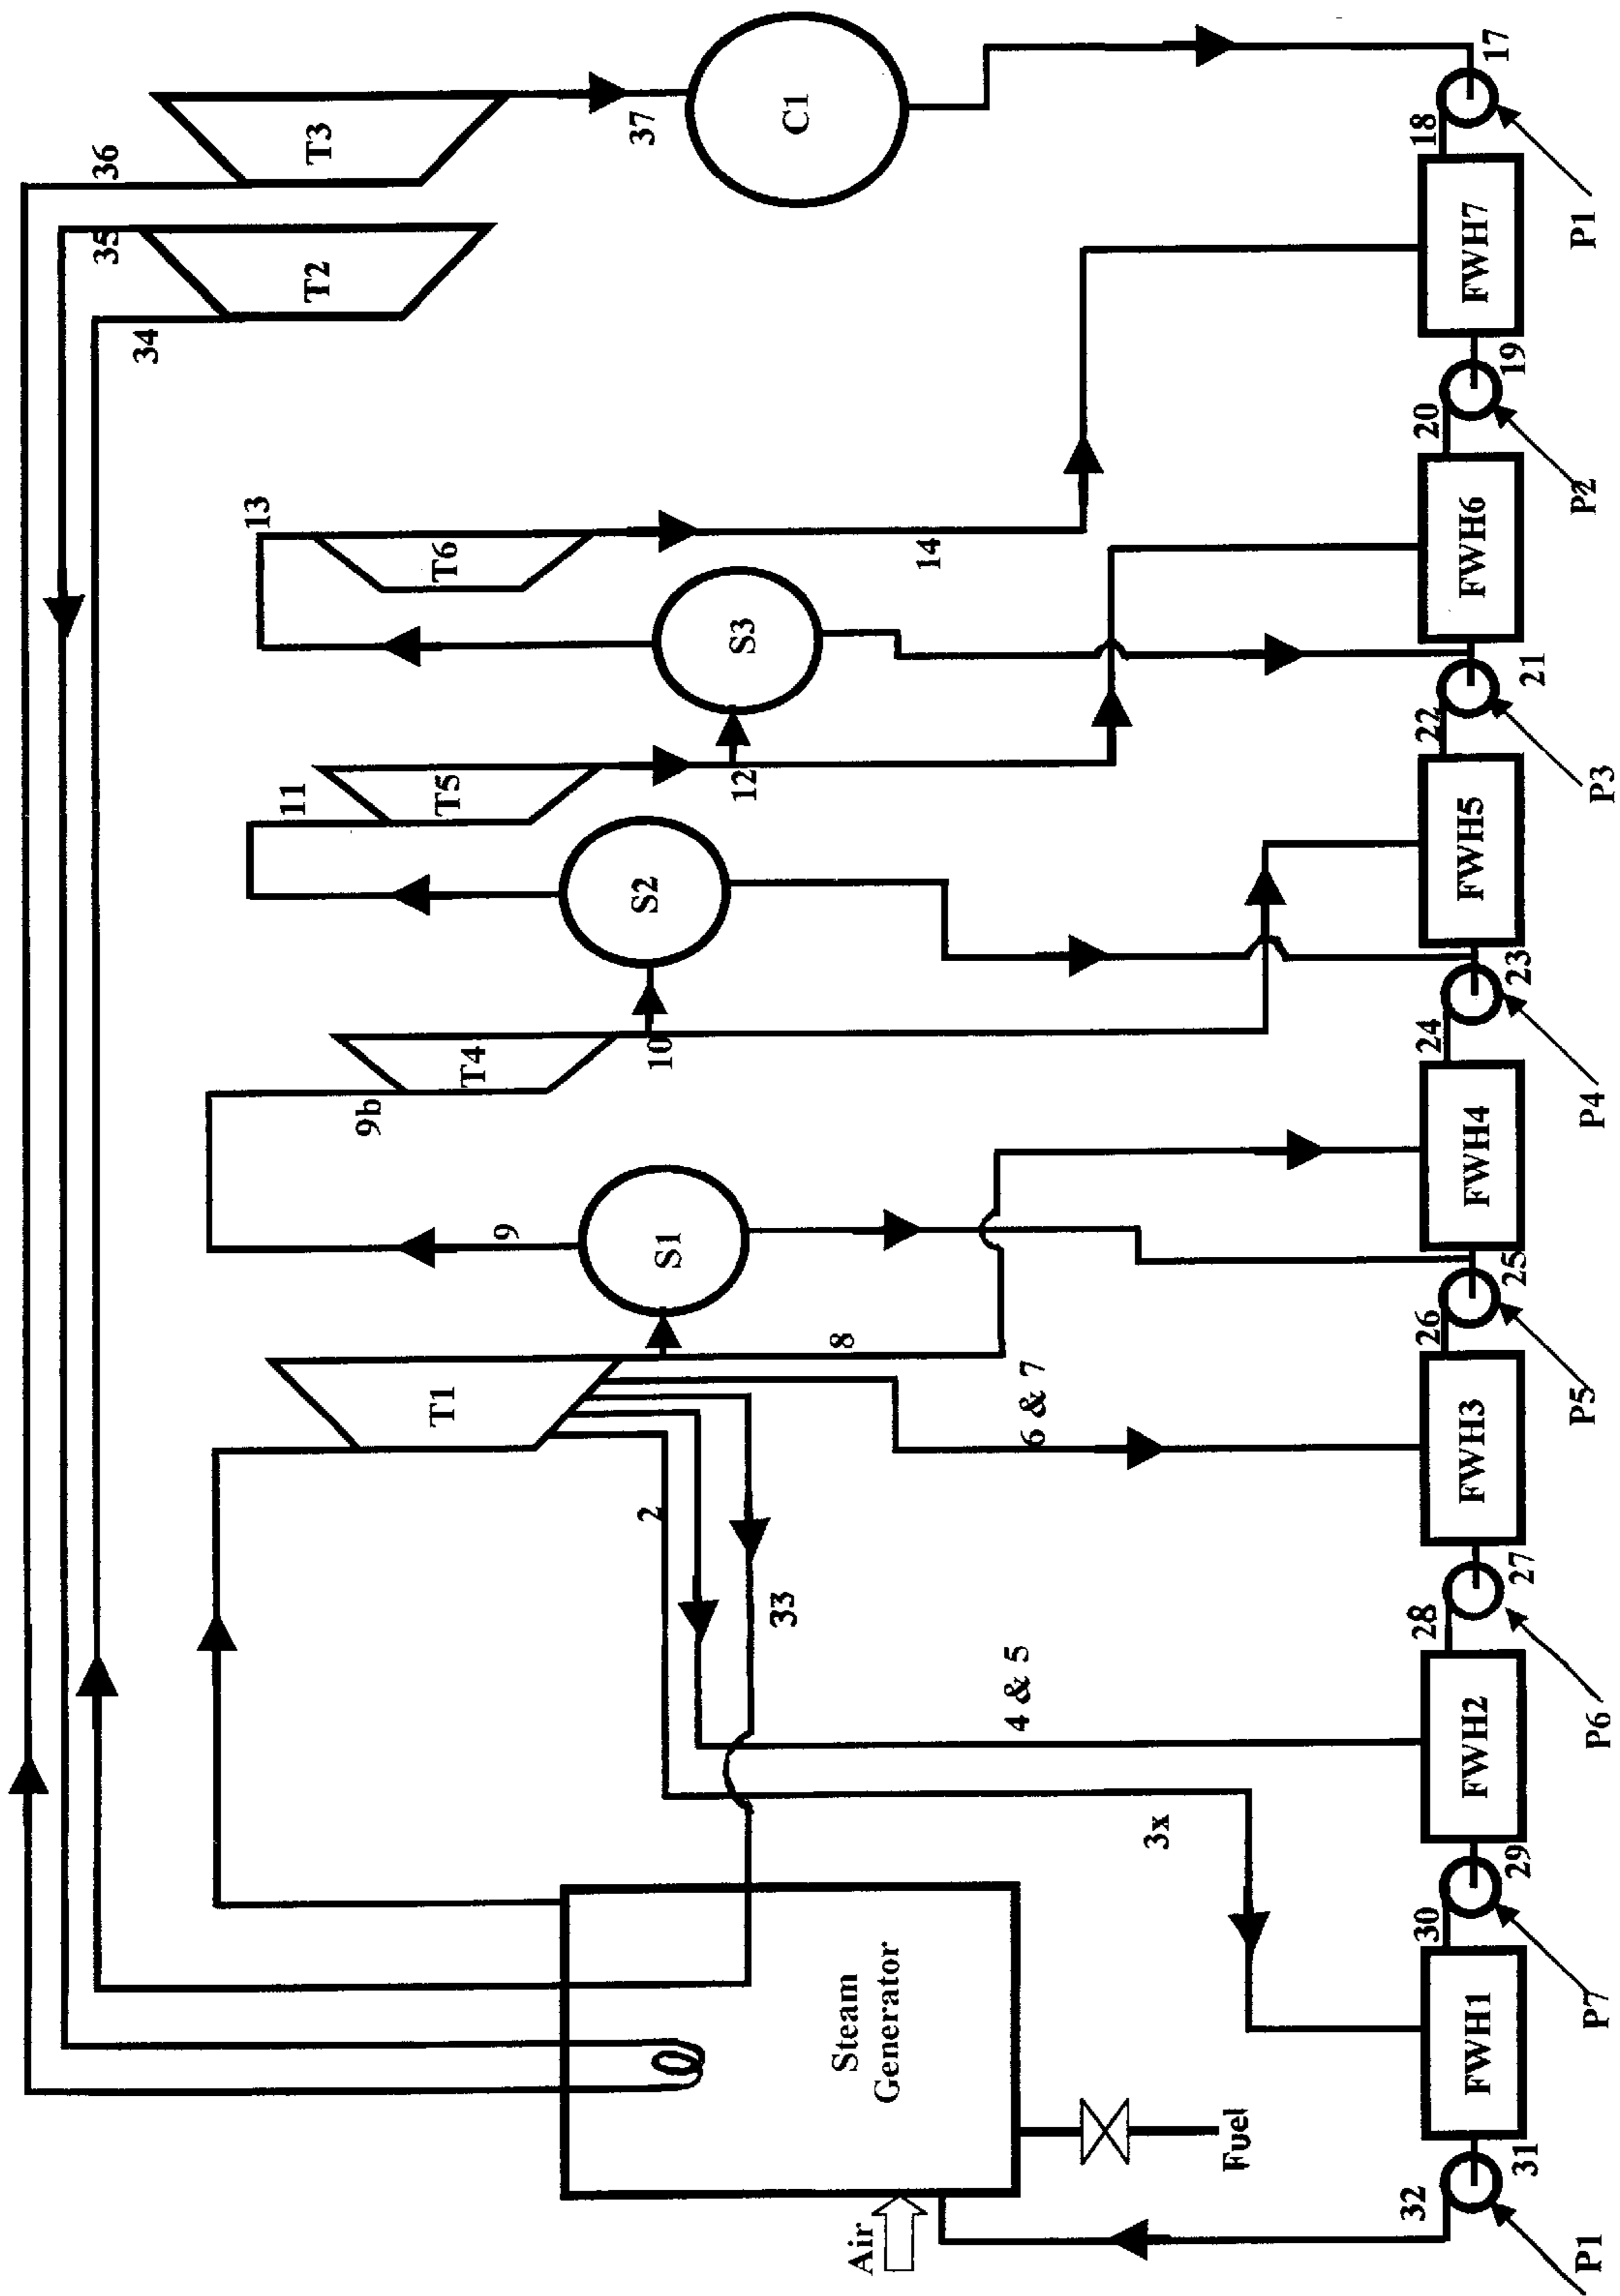 36
35
34
T3
T2
37
C1
13
T6
14
S3
11
T5
12
S2
9b
T4
10
9
S1
T1
8
6 & 7
2
33
4 & 5
3x
Steam
Generator
Air
Fuel
17
18
P1
FWH7
19
20
P2
FWH6
21
22
P3
FWH5
23
24
P4
FWH4
25
26
P5
FWH3
27
28
P6
FWH2
29
30
P7
FWH1
31
32
P1